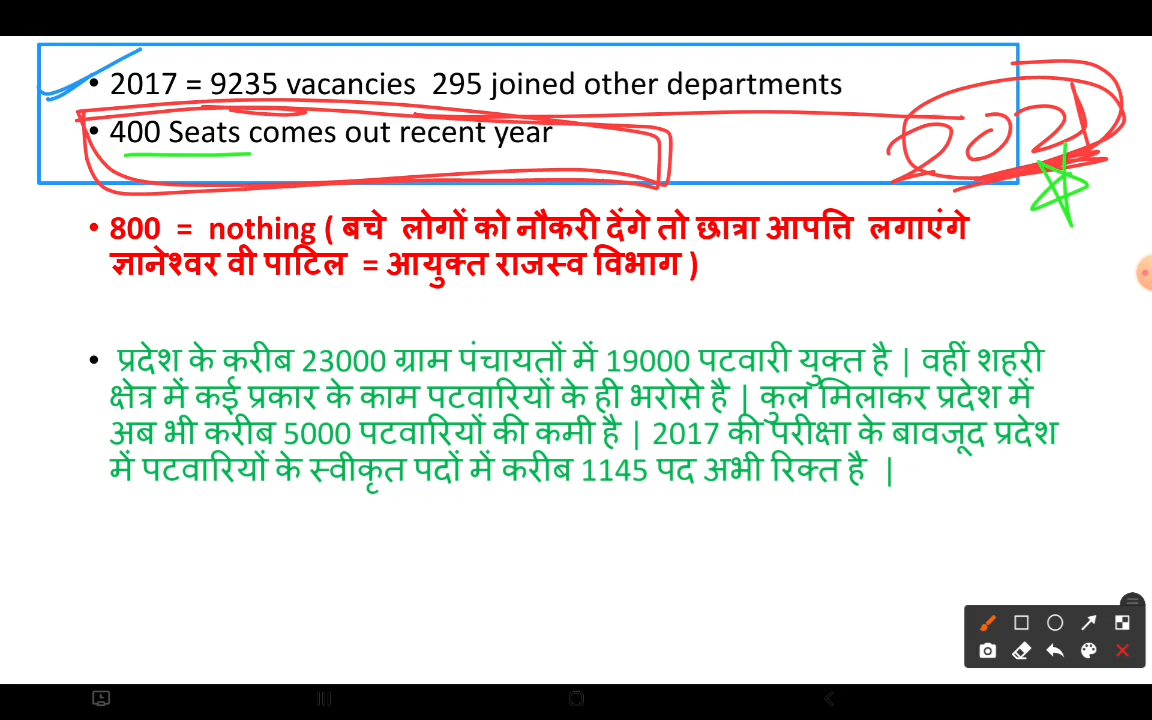 • 2017 = 9235 vacancies 295 joined other departments
• 400 Seats comes out recent year
2021
• 800 = nothing ( बचे लोगों को नौकरी देंगे तो छात्रा आपत्ति लगाएंगे
ज्ञानेश्वर वी पाटिल = आयुक्त राजस्व विभाग )
• प्रदेश के करीब 23000 ग्राम पंचायतों में 19000 पटवारी युक्त है | वहीं शहरी
क्षेत्र में कई प्रकार के काम पटवारियों के ही भरोसे है | कुल मिलाकर प्रदेश में
अब भी करीब 5000 पटवारियों की कमी है | 2017 की परीक्षा के बावजूद प्रदेश
में पटवारियों के स्वीकृत पदों में करीब 1145 पद अभी रिक्त है |